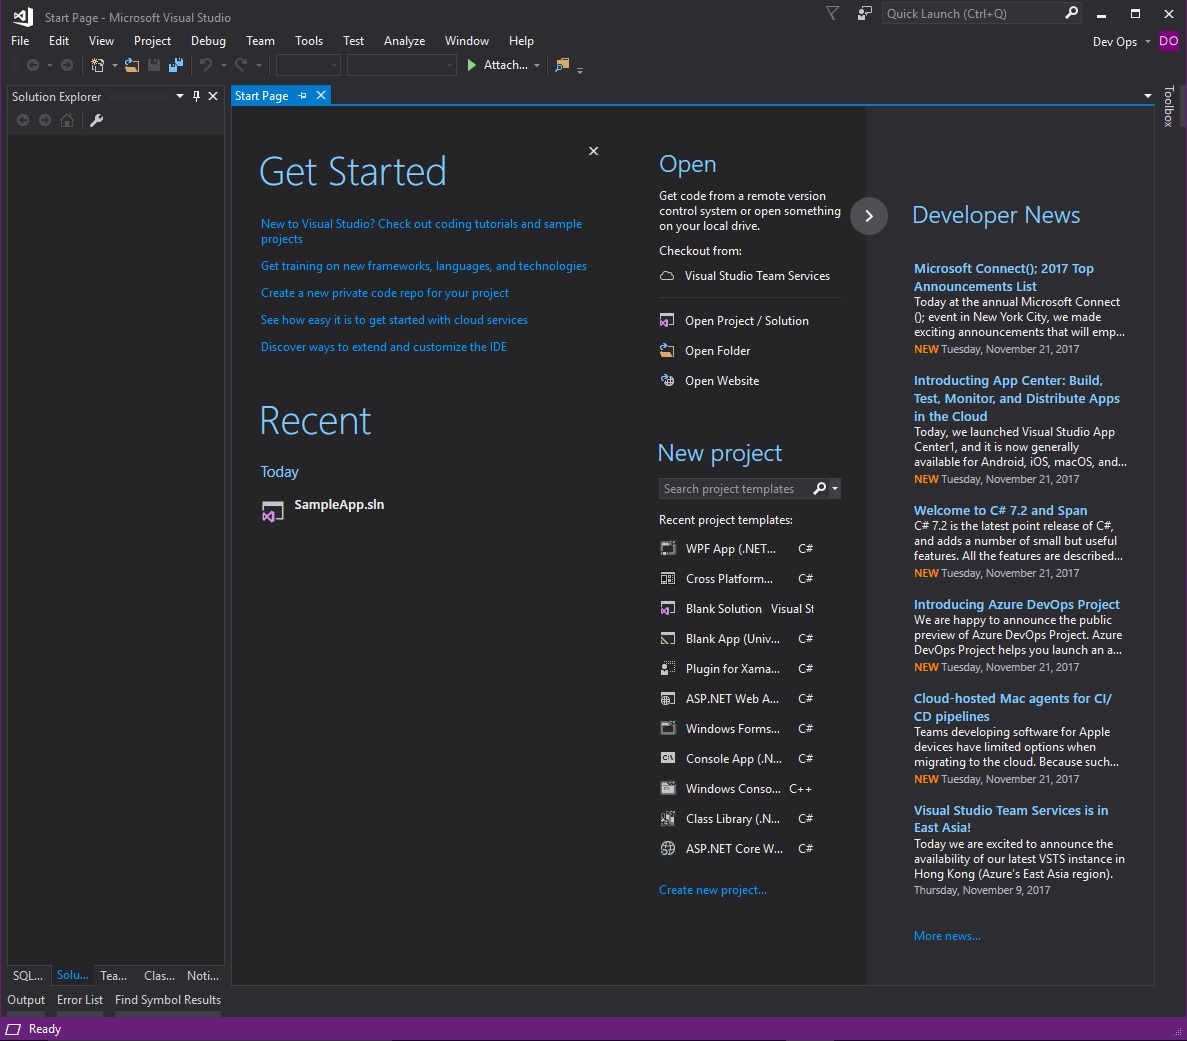 Start Page - Microsoft Visual Studio
Quick Launch (Ctrl+Q)
File Edit View Project Debug Team Tools Test Analyze Window Help
Dev Ops DO
Attach...
Solution Explorer
Start Page
Toolbox
Get Started
New to Visual Studio? Check out coding tutorials and sample
projects
Get training on new frameworks, languages, and technologies
Create a new private code repo for your project
See how easy it is to get started with cloud services
Discover ways to extend and customize the IDE
Recent
Today
SampleApp.sln
Open
Get code from a remote version
control system or open something
on your local drive.
Checkout from:
Visual Studio Team Services
Open Project / Solution
Open Folder
Open Website
New project
Search project templates
Recent project templates:
WPF App (.NET... C#
Cross Platform... C#
Blank Solution Visual St
Blank App (Univ... C#
Plugin for Xama... C#
ASP.NET Web A... C#
Windows Forms... C#
Console App (.N... C#
Windows Conso... C++
Class Library (.N... C#
ASP.NET Core W... C#
Create new project...
Developer News
Microsoft Connect(); 2017 Top
Announcements List
Today at the annual Microsoft Connect
(); event in New York City, we made
exciting announcements that will emp...
NEW Tuesday, November 21, 2017
Introducting App Center: Build,
Test, Monitor, and Distribute Apps
in the Cloud
Today, we launched Visual Studio App
Center1, and it is now generally
available for Android, iOS, macOS, and...
NEW Tuesday, November 21, 2017
Welcome to C# 7.2 and Span
C# 7.2 is the latest point release of C#,
and adds a number of small but useful
features. All the features are described...
NEW Tuesday, November 21, 2017
Introducing Azure DevOps Project
We are happy to announce the public
preview of Azure DevOps Project. Azure
DevOps Project helps you launch an a...
NEW Tuesday, November 21, 2017
Cloud-hosted Mac agents for CI/
CD pipelines
Teams developing software for Apple
devices have limited options when
migrating to the cloud. Because such...
NEW Tuesday, November 21, 2017
Visual Studio Team Services is in
East Asia!
Today we are excited to announce the
availability of our latest VSTS instance in
Hong Kong (Azure's East Asia region).
Thursday, November 9, 2017
More news...
SQL... Solu... Tea... Clas... Noti...
Output Error List Find Symbol Results
Ready